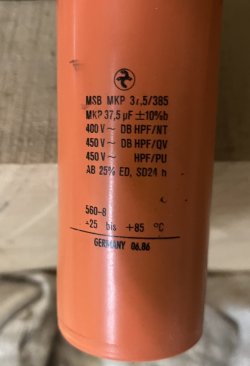 MSB MKP 37,5/385
MKP 37,5 µF ±10%
400 V~ DB HPF/NT
450 V~ DB HPF/QV
450 V~ HPF/PU
AB 25% ED, SD24 h
560-8
-25 bis +85 °C
GERMANY 06.86